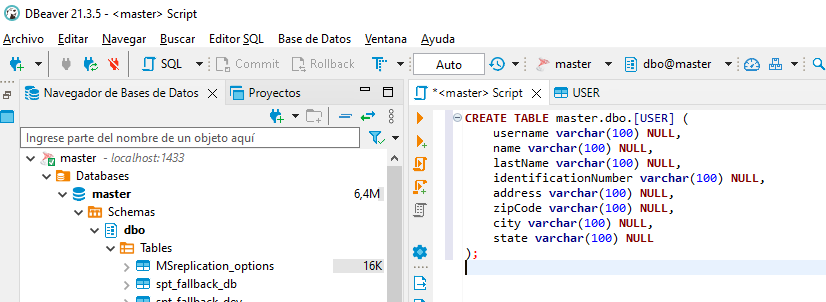 DBeaver 21.3.5 - <master> Script
Archivo Editar Navegar Buscar Editor SQL Base de Datos Ventana Ayuda
SQL Commit Rollback Auto master dbo@master
Navegador de Bases de Datos Proyectos
Ingrese parte del nombre de un objeto aquí
master - localhost:1433
Databases
master 6,4M
Schemas
dbo
Tables
MSreplication_options 16K
spt_fallback_db
spt_fallback_dev
*<master> Script USER
CREATE TABLE master.dbo.[USER] (
username varchar(100) NULL,
name varchar(100) NULL,
lastName varchar(100) NULL,
identificationNumber varchar(100) NULL,
address varchar(100) NULL,
zipCode varchar(100) NULL,
city varchar(100) NULL,
state varchar(100) NULL
);